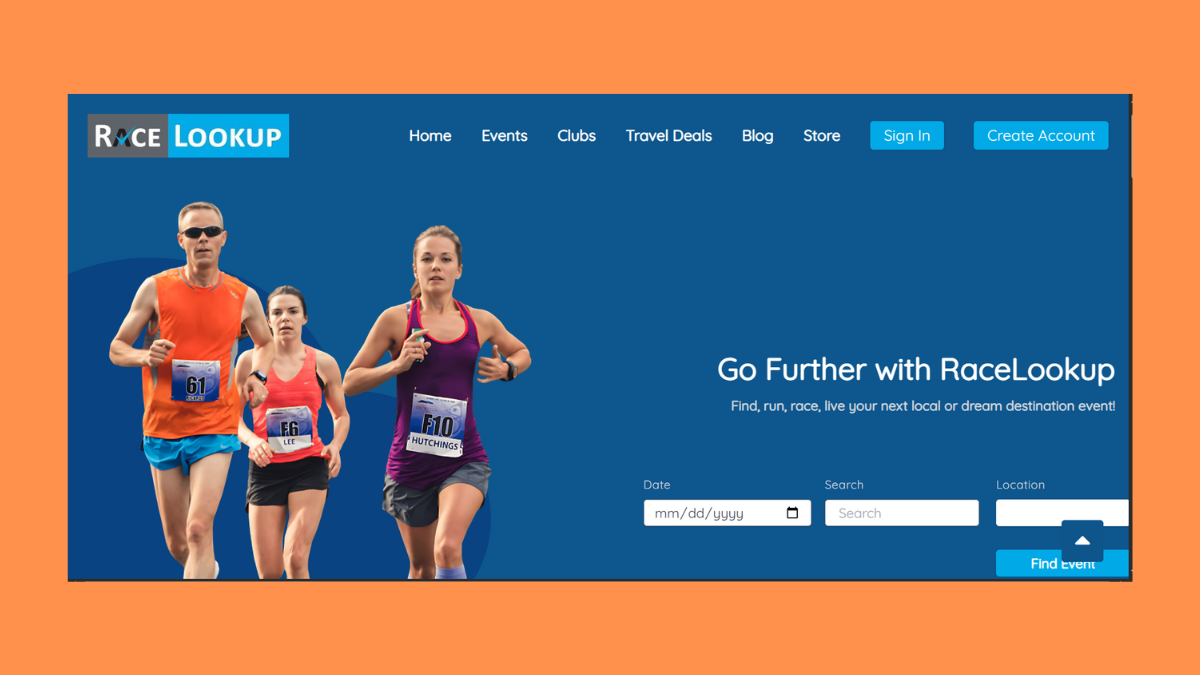 RACE LOOKUP
Home Events Clubs Travel Deals Blog Store Sign In Create Account
61
F6
LEE
F10
HUTCHINGS
Go Further with RaceLookup
Find, run, race, live your next local or dream destination event!
Date Search Location
mm/dd/yyyy Search
Find Event